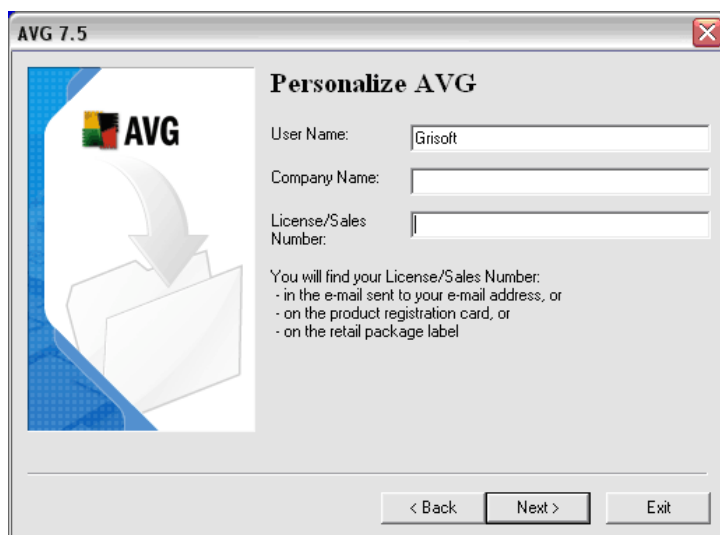 AVG 7.5
AVG
Personalize AVG
User Name:
Grisoft
Company Name:
License/Sales
Number:
You will find your License/Sales Number:
- in the e-mail sent to your e-mail address, or
- on the product registration card, or
- on the retail package label
< Back
Next >
Exit